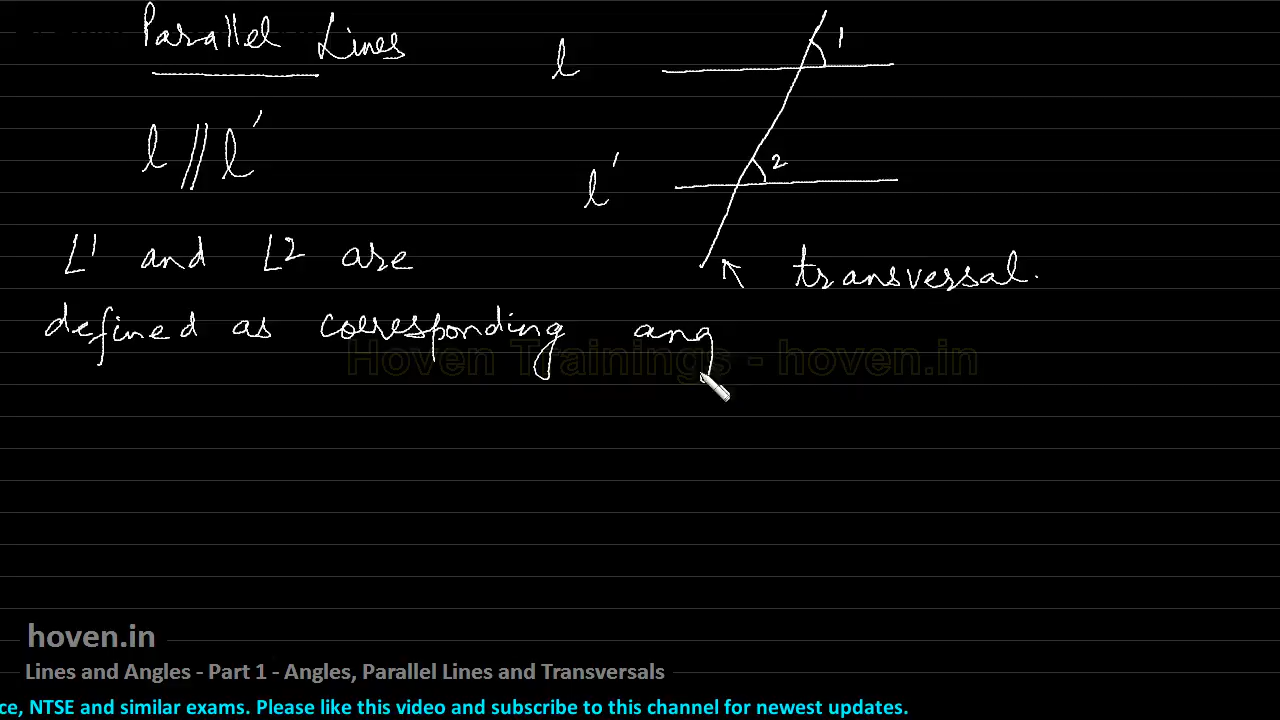 Parallel Lines
l // l'
l
1
l'
2
∠1 and ∠2 are
transversal.
defined as corresponding ang
Hoven Trainings - hoven.in
hoven.in
Lines and Angles - Part 1 - Angles, Parallel Lines and Transversals
ce, NTSE and similar exams. Please like this video and subscribe to this channel for newest updates.